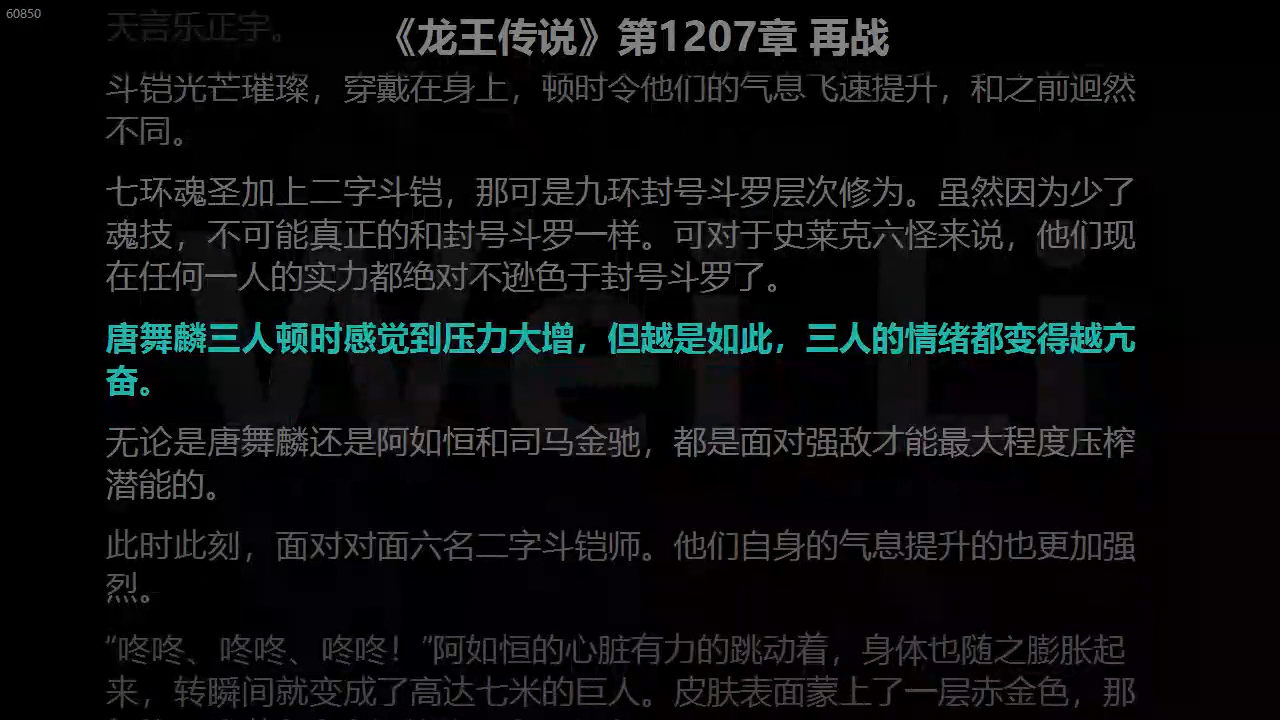 60850
天言乐正宇。
《龙王传说》第1207章 再战
斗铠光芒璀璨，穿戴在身上，顿时令他们的气息飞速提升，和之前迥然
不同。
七环魂圣加上二字斗铠，那可是九环封号斗罗层次修为。虽然因为少了
魂技，不可能真正的和封号斗罗一样。可对于史莱克六怪来说，他们现
在任何一人的实力都绝对不逊色于封号斗罗了。
唐舞麟三人顿时感觉到压力大增，但越是如此，三人的情绪都变得越亢
奋。
无论是唐舞麟还是阿如恒和司马金驰，都是面对强敌才能最大程度压榨
潜能的。
此时此刻，面对对面六名二字斗铠师。他们自身的气息提升的也更加强
烈。
“咚咚、咚咚、咚咚！”阿如恒的心脏有力的跳动着，身体也随之膨胀起
来，转瞬间就变成了高达七米的巨人。皮肤表面蒙上了一层赤金色，那
Wei Li